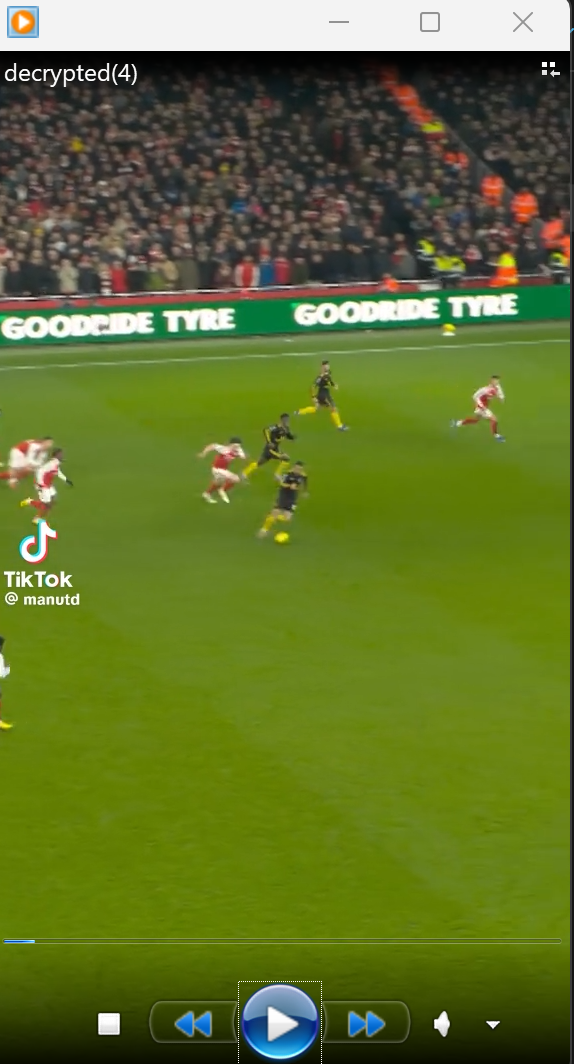 decrypted(4)
GOODRIDE TYRE
GOODRIDE TYRE
TikTok
@ manutd